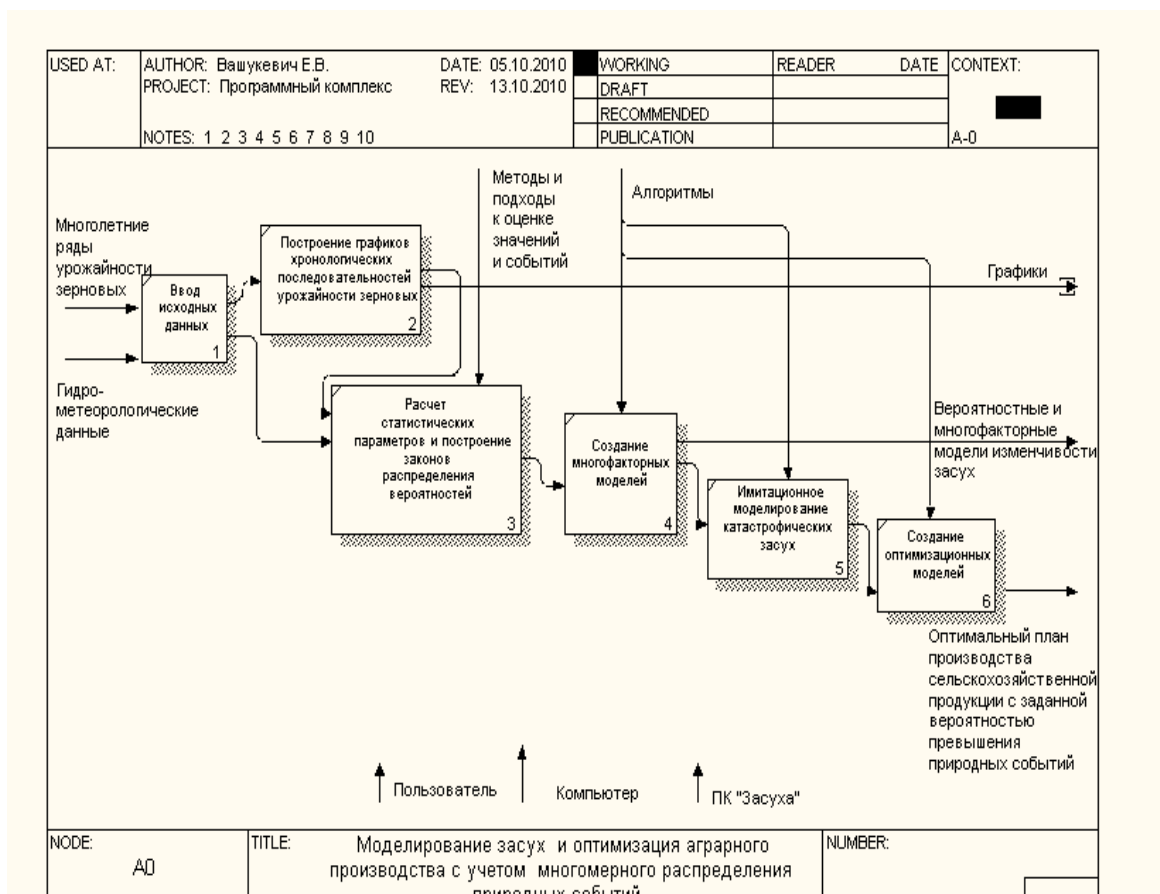 USED AT:
AUTHOR: Вашукевич Е.В.
DATE: 05.10.2010
PROJECT: Программный комплекс
REV: 13.10.2010
NOTES: 1 2 3 4 5 6 7 8 9 10
WORKING
DRAFT
RECOMMENDED
PUBLICATION
READER
DATE
CONTEXT:
A-0
Методы и
подходы
к оценке
значений
и событий
Алгоритмы
Многолетние
ряды
урожайности
зерновых
Ввод
исходных
данных
1
Построение графиков
хронологических
последовательностей
урожайности зерновых
2
Графики
Гидро-
метеорологические
данные
Расчет
статистических
параметров и построение
законов
распределения
вероятностей
3
Создание
многофакторных
моделей
4
Вероятностные и
многофакторные
модели изменчивости
засух
Имитационное
моделирование
катастрофических
засух
5
Создание
оптимизационных
моделей
6
Оптимальный план
производства
сельскохозяйственной
продукции с заданной
вероятностью
превышения
природных событий
Пользователь
Компьютер
ПК "Засуха"
NODE:
A0
TITLE:
Моделирование засух и оптимизация аграрного
производства с учетом многомерного распределения
природных событий
NUMBER: